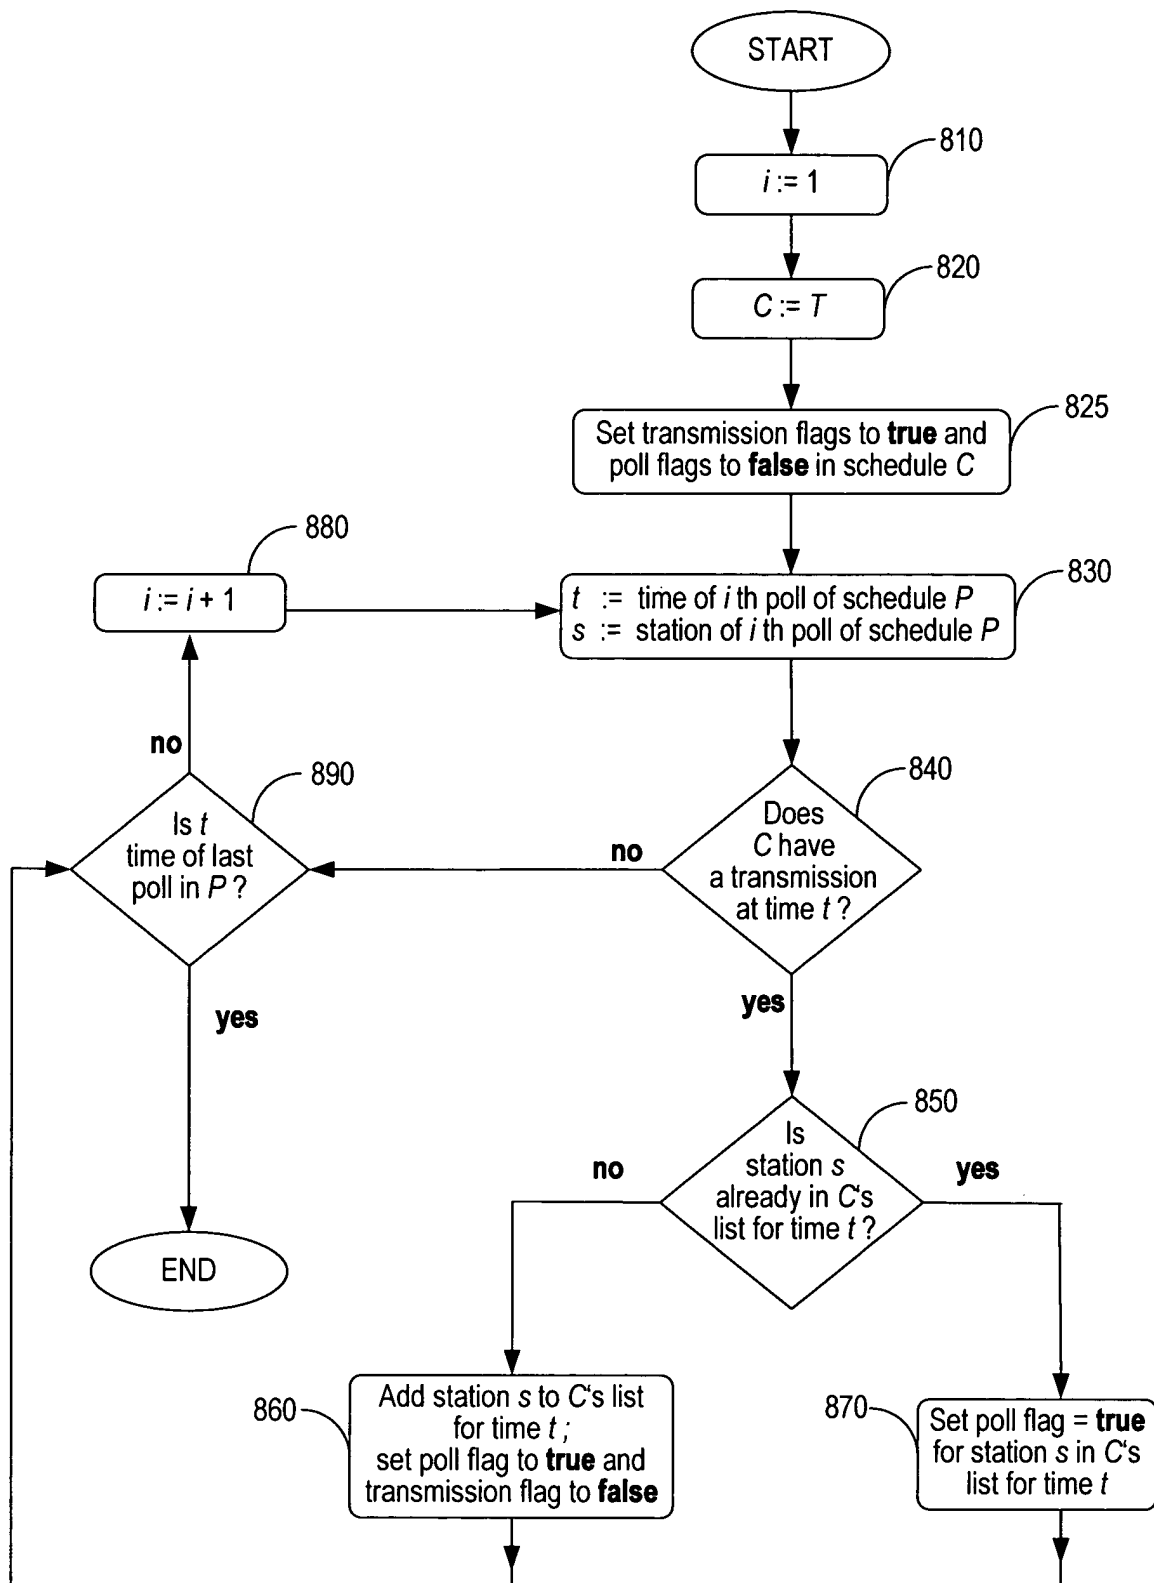 START
810
i := 1
820
C := T
825
Set transmission flags to true and
poll flags to false in schedule C
880
i := i + 1
830
t := time of i th poll of schedule P
s := station of i th poll of schedule P
no
890
Is t
time of last
poll in P ?
840
Does
C have
a transmission
at time t ?
no
yes
yes
850
Is
station s
already in C's
list for time t ?
no
yes
END
860
Add station s to C's list
for time t ;
set poll flag to true and
transmission flag to false
870
Set poll flag = true
for station s in C's
list for time t